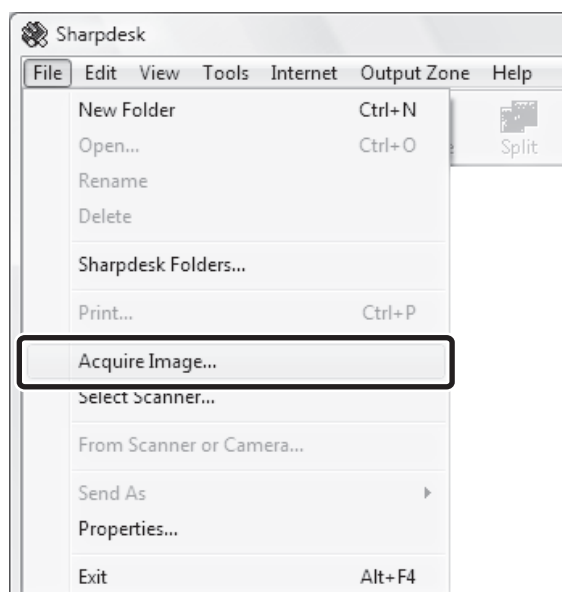 Sharpdesk
File Edit View Tools Internet Output Zone Help
New Folder Ctrl+N
Open... Ctrl+O
Split
Rename
Delete
Sharpdesk Folders...
Print... Ctrl+P
Acquire Image...
Select Scanner...
From Scanner or Camera...
Send As
Properties...
Exit Alt+F4